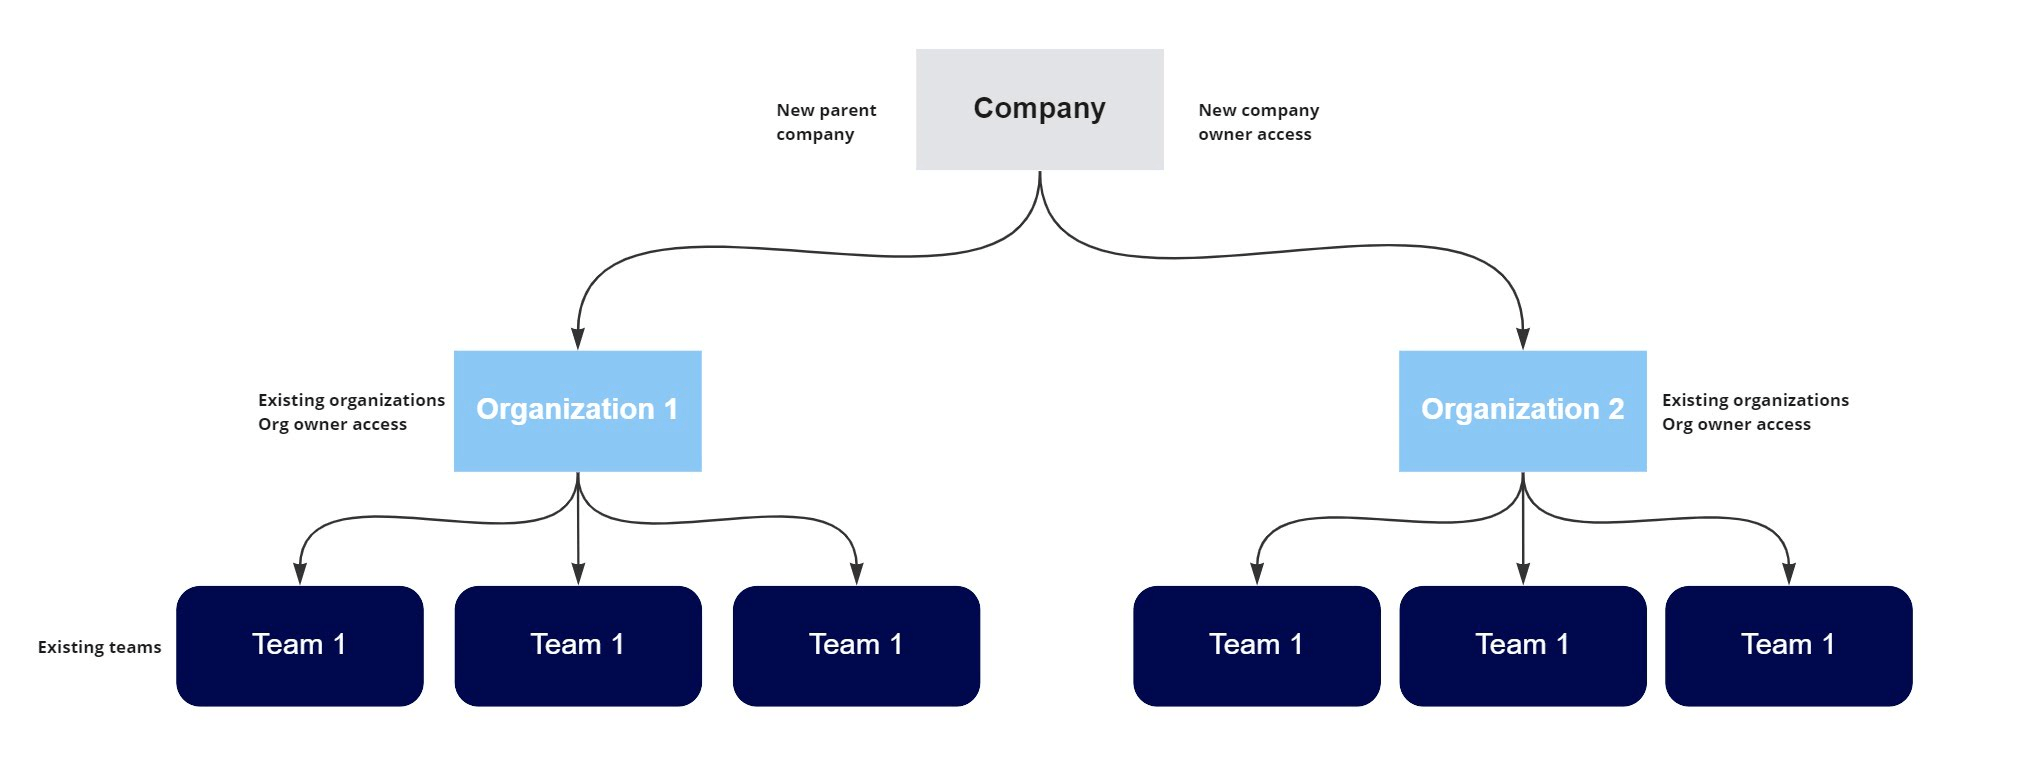 New parent
company
Company
New company
owner access
Existing organizations
Org owner access
Organization 1
Organization 2
Existing organizations
Org owner access
Existing teams
Team 1
Team 1
Team 1
Team 1
Team 1
Team 1